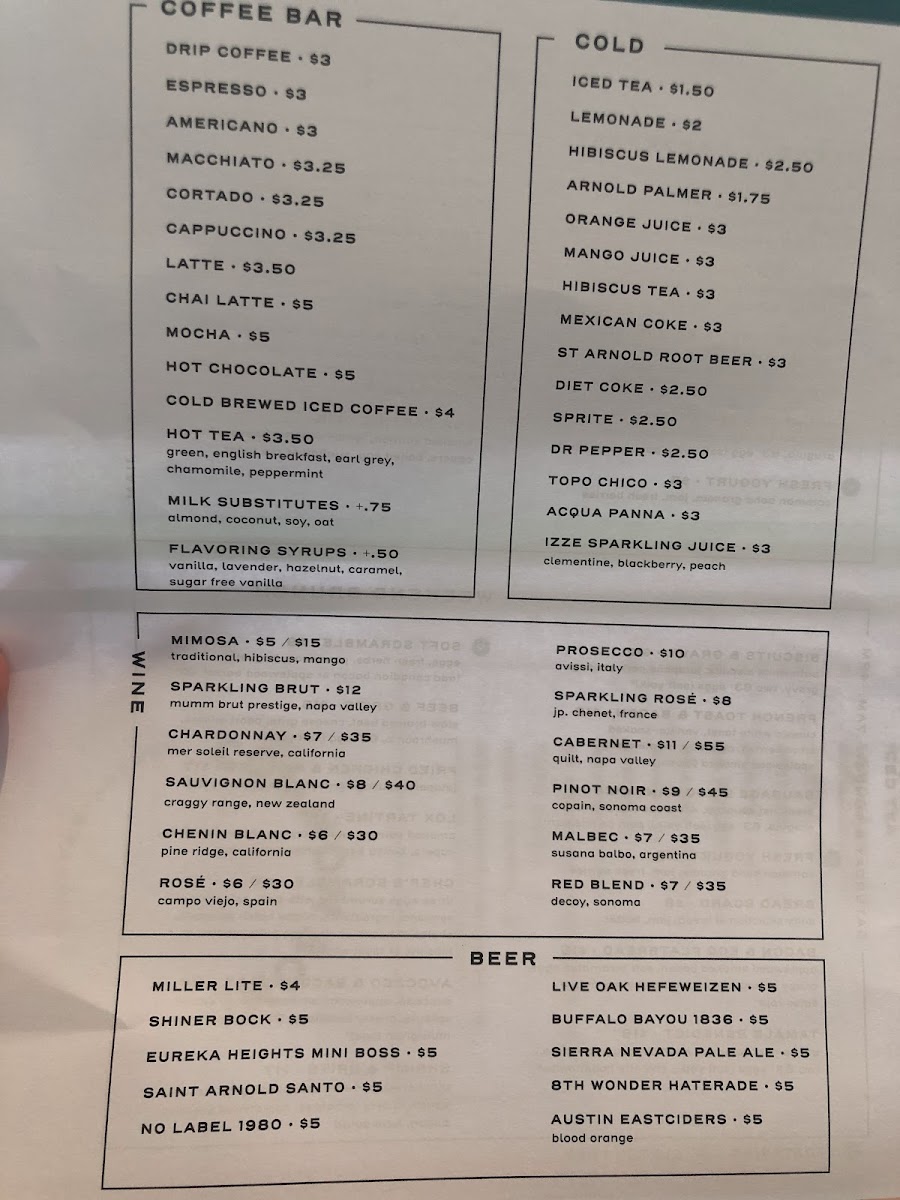 COFFEE BAR
DRIP COFFEE · $3
ESPRESSO · $3
AMERICANO · $3
MACCHIATO · $3.25
CORTADO · $3.25
CAPPUCCINO · $3.25
LATTE · $3.50
CHAI LATTE · $5
MOCHA · $5
HOT CHOCOLATE · $5
COLD BREWED ICED COFFEE · $4
HOT TEA · $3.50
green, english breakfast, earl grey,
chamomile, peppermint
MILK SUBSTITUTES · +.75
almond, coconut, soy, oat
FLAVORING SYRUPS · +.50
vanilla, lavender, hazelnut, caramel,
sugar free vanilla
COLD
ICED TEA · $1.50
LEMONADE · $2
HIBISCUS LEMONADE · $2.50
ARNOLD PALMER · $1.75
ORANGE JUICE · $3
MANGO JUICE · $3
HIBISCUS TEA · $3
MEXICAN COKE · $3
ST ARNOLD ROOT BEER · $3
DIET COKE · $2.50
SPRITE · $2.50
DR PEPPER · $2.50
TOPO CHICO · $3
ACQUA PANNA · $3
IZZE SPARKLING JUICE · $3
clementine, blackberry, peach
WINE
MIMOSA · $5 / $15
traditional, hibiscus, mango
SPARKLING BRUT · $12
mumm brut prestige, napa valley
CHARDONNAY · $7 / $35
mer soleil reserve, california
SAUVIGNON BLANC · $8 / $40
craggy range, new zealand
CHENIN BLANC · $6 / $30
pine ridge, california
ROSÉ · $6 / $30
campo viejo, spain
PROSECCO · $10
avissi, italy
SPARKLING ROSÉ · $8
jp. chenet, france
CABERNET · $11 / $55
quilt, napa valley
PINOT NOIR · $9 / $45
copain, sonoma coast
MALBEC · $7 / $35
susana balbo, argentina
RED BLEND · $7 / $35
decoy, sonoma
BEER
MILLER LITE · $4
SHINER BOCK · $5
EUREKA HEIGHTS MINI BOSS · $5
SAINT ARNOLD SANTO · $5
NO LABEL 1980 · $5
LIVE OAK HEFEWEIZEN · $5
BUFFALO BAYOU 1836 · $5
SIERRA NEVADA PALE ALE · $5
8TH WONDER HATERADE · $5
AUSTIN EASTCIDERS · $5
blood orange